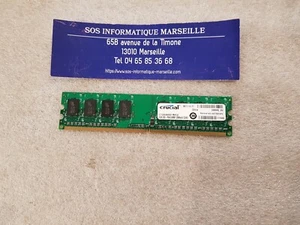 SOS INFORMATIQUE MARSEILLE
65B avenue de la Timone
13010 Marseille
Tel 04 65 85 36 68
https://www.sos-informatique-marseille.com/
crucial